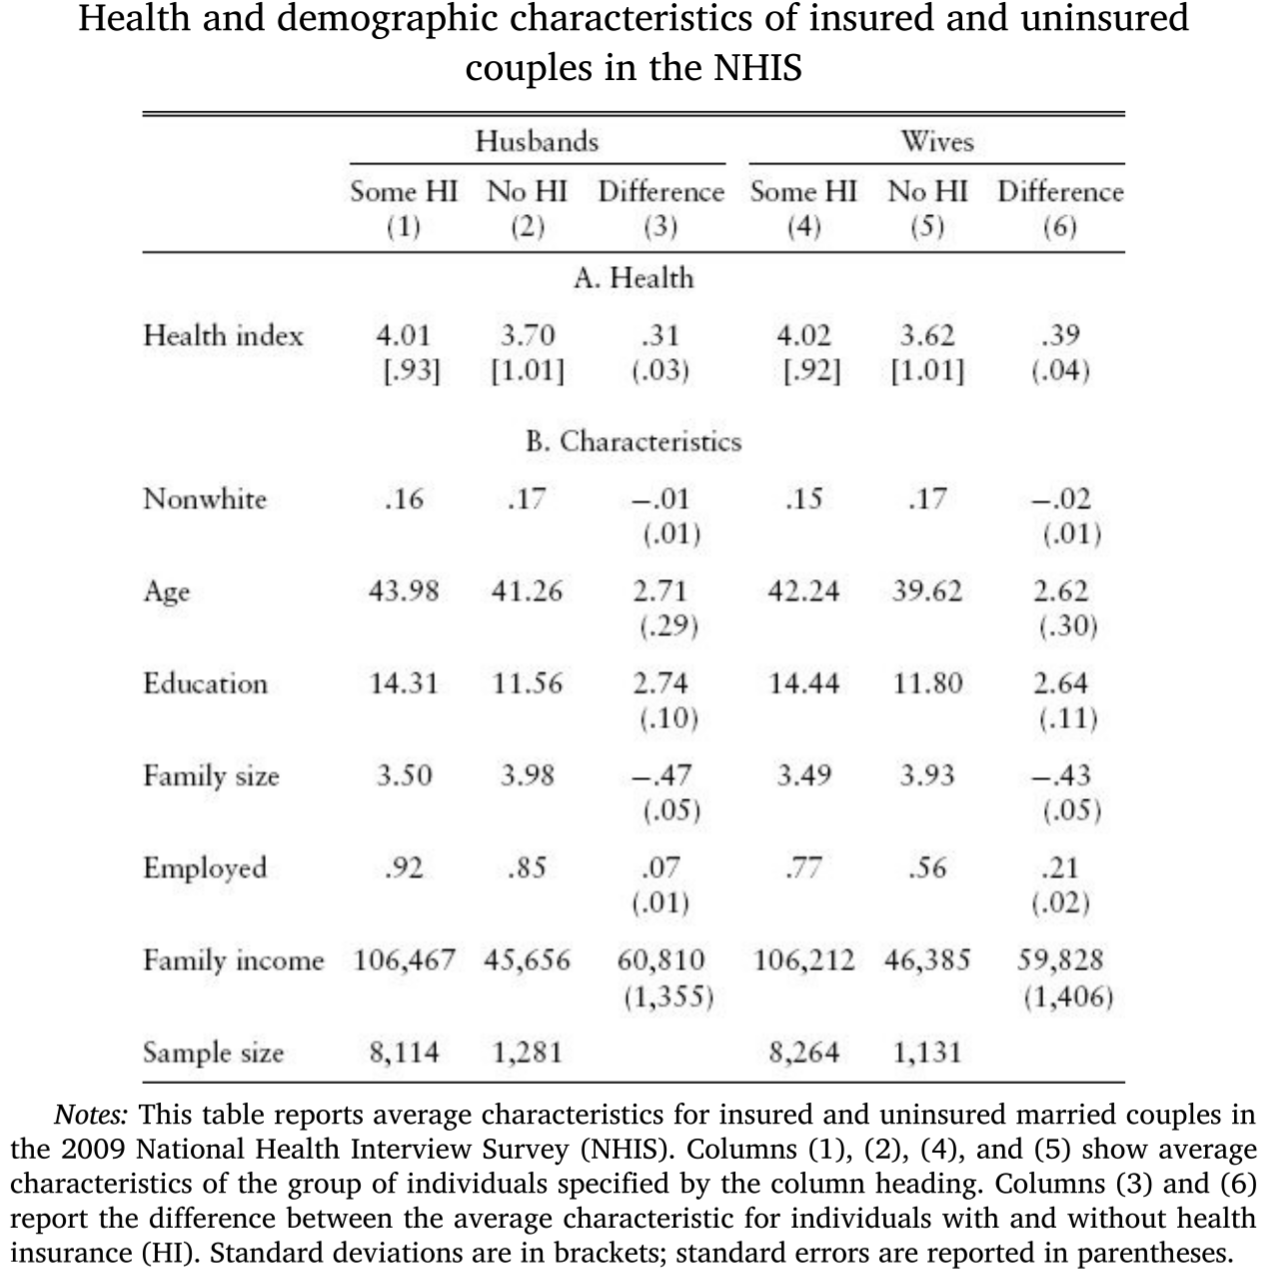 Health and demographic characteristics of insured and uninsured
couples in the NHIS
Husbands Wives
Some HI No HI Difference Some HI No HI Difference
(1) (2) (3) (4) (5) (6)
A. Health
Health index 4.01 3.70 .31 4.02 3.62 .39
[.93] [1.01] (.03) [.92] [1.01] (.04)
B. Characteristics
Nonwhite .16 .17 –.01 .15 .17 –.02
(.01) (.01)
Age 43.98 41.26 2.71 42.24 39.62 2.62
(.29) (.30)
Education 14.31 11.56 2.74 14.44 11.80 2.64
(.10) (.11)
Family size 3.50 3.98 –.47 3.49 3.93 –.43
(.05) (.05)
Employed .92 .85 .07 .77 .56 .21
(.01) (.02)
Family income 106,467 45,656 60,810 106,212 46,385 59,828
(1,355) (1,406)
Sample size 8,114 1,281 8,264 1,131
Notes: This table reports average characteristics for insured and uninsured married couples in
the 2009 National Health Interview Survey (NHIS). Columns (1), (2), (4), and (5) show average
characteristics of the group of individuals specified by the column heading. Columns (3) and (6)
report the difference between the average characteristic for individuals with and without health
insurance (HI). Standard deviations are in brackets; standard errors are reported in parentheses.